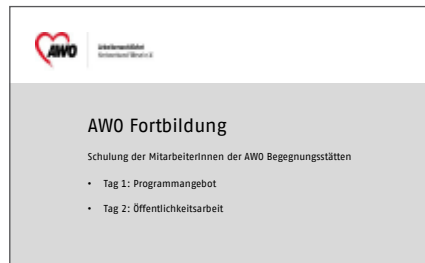 AWO
AWO Fortbildung
Schulung der MitarbeiterInnen der AWO Begegnungsstätten
• Tag 1: Programmangebot
• Tag 2: Öffentlichkeitsarbeit